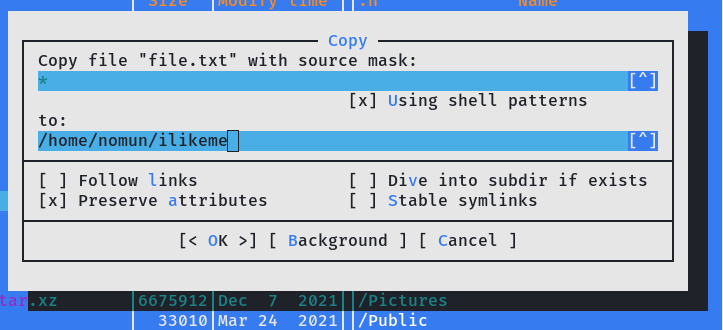 Size Modify time .n Name
Copy
Copy file "file.txt" with source mask:
* [^]
[x] Using shell patterns
to:
/home/nomun/ilikeme [^]
[ ] Follow links [ ] Dive into subdir if exists
[x] Preserve attributes [ ] Stable symlinks
[< OK >] [ Background ] [ Cancel ]
tar.xz |6675912|Dec 7 2021||/Pictures
| 33010|Mar 24 2021||/Public